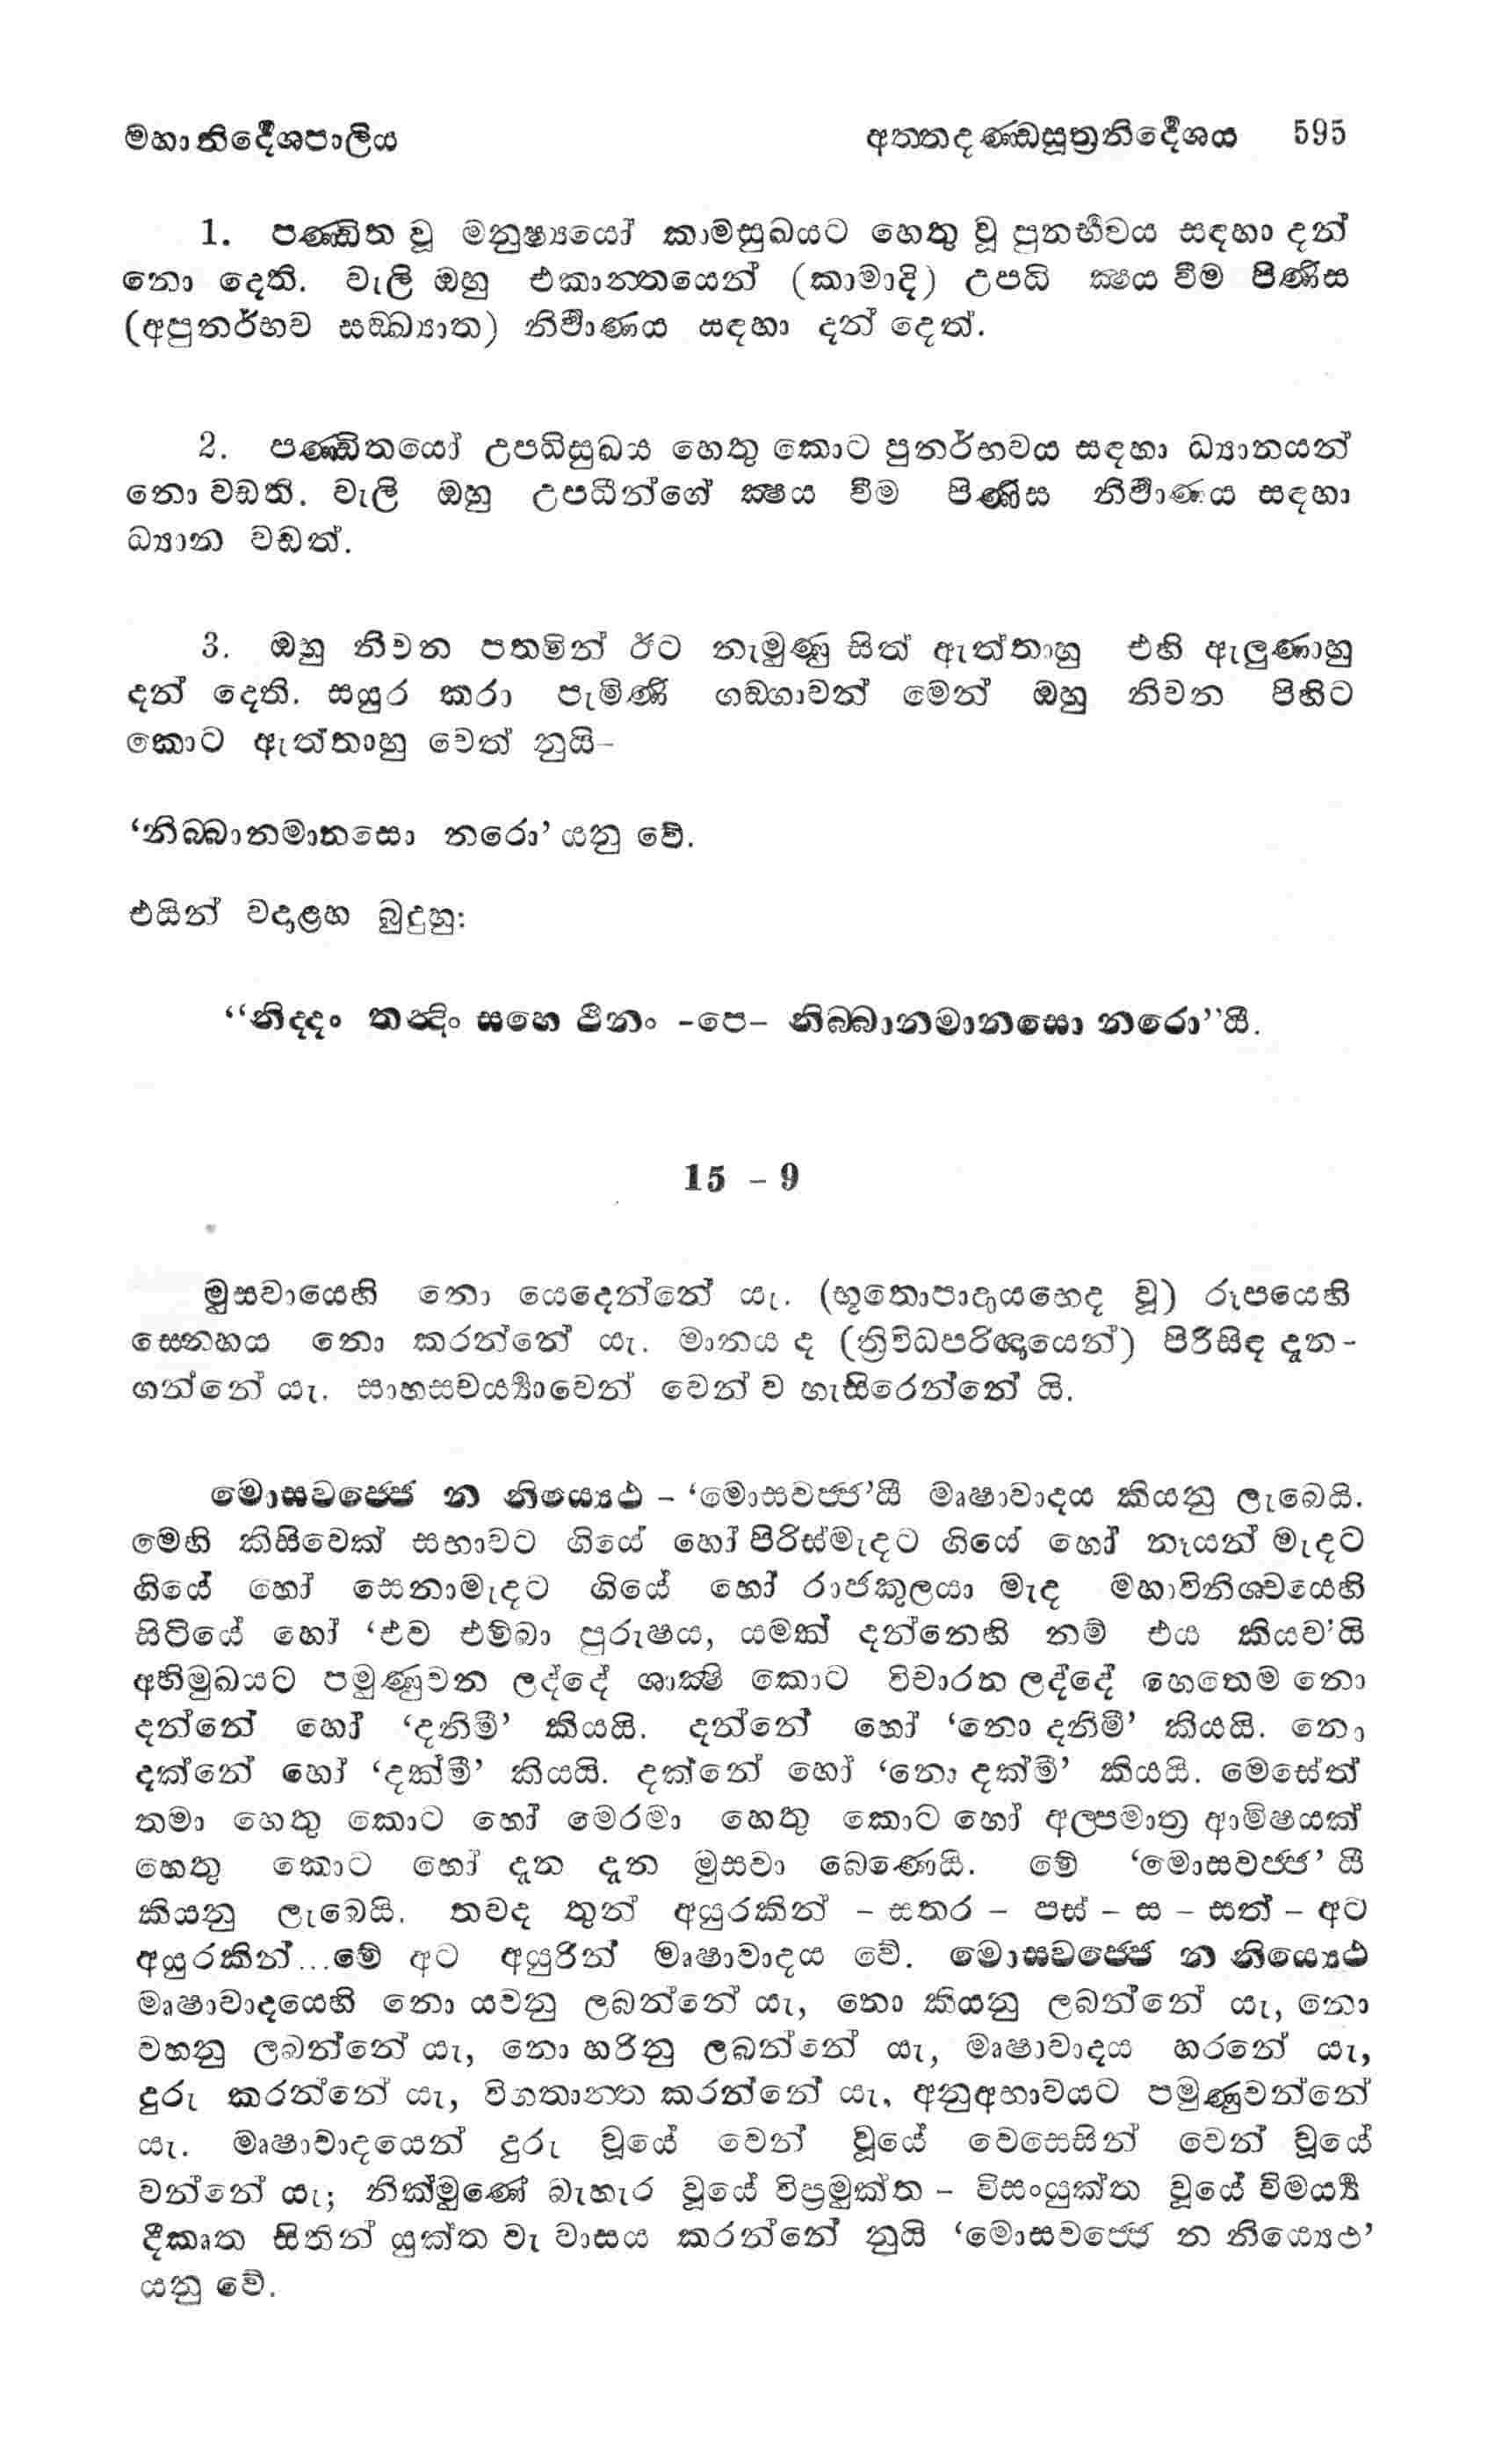 මහානිර්දේශපාලිය අත්තදණ්ඩසූත්‍රනිර්දේශය 595
1. පණ්ඩිත වූ මනුෂ්‍යයෝ කාමසුඛයට හෙතු වූ පුනර්භවය සඳහා දන්
නො දෙති. වැලි ඔහු එකාන්තයෙන් (කාමාදි) උපධි ක්‍ෂය වීම පිණිස
(අපුනර්භව සඞ්ඛ්‍යාත) නිර්වාණය සඳහා දන් දෙත්.
2. පණ්ඩිතයෝ උපධිසුඛය හෙතු කොට පුනර්භවය සඳහා ධ්‍යානයන්
නො වඩති. වැලි ඔහු උපධීන්ගේ ක්‍ෂය වීම පිණිස නිර්වාණය සඳහා
ධ්‍යාන වඩත්.
3. ඔහු නිවන පතමින් ඊට නැමුණු සිත් ඇත්තාහු එහි ඇලුණාහු
දන් දෙති. සයුර කරා පැමිණි ගඞ්ගාවන් මෙන් ඔහු නිවන පිහිට
කොට ඇත්තාහු වෙත් නුයි-
‘නිබ්බානමානසො නරො’ යනු වේ.
එයින් වදාළහ බුදුහු:
“නිද්දං තන්දිං සහෙ ථීනං -පෙ- නිබ්බානමානසො නරො”යී.
15 - 9
මුසවායෙහි නො යෙදෙන්නේ යැ. (භූතොපාදායභෙද වූ) රූපයෙහි
සෙනහය නො කරන්නේ යැ. මානය ද (ත්‍රිවිධපරිඥායෙන්) පිරිසිඳ දැන-
ගන්නේ යැ. සාහසචර්‍ය්‍යාවෙන් වෙන් ව හැසිරෙන්නේ යි.
මොසවජ්ජෙ න නිය්‍යෙථ - ‘මොසවජ්ජ’යී මෘෂාවාදය කියනු ලැබෙයි.
මෙහි කිසිවෙක් සභාවට ගියේ හෝ පිරිස්මැදට ගියේ හෝ නෑයන් මැදට
ගියේ හෝ සෙනාමැදට ගියේ හෝ රාජකුලයා මැද මහාවිනිශ්චයෙහි
සිටියේ හෝ ‘එව එම්බා පුරුෂය, යමක් දන්නෙහි නම් එය කියව’යි
අභිමුඛයට පමුණුවන ලද්දේ ශාක්‍ෂි කොට විචාරන ලද්දේ හෙතෙම නො
දන්නේ හෝ ‘දනිමී’ කියයි. දන්නේ හෝ ‘නො දනිමී’ කියයි. නො
දක්නේ හෝ ‘දක්මී’ කියයි. දක්නේ හෝ ‘නො දක්මී’ කියයි. මෙසේත්
තමා හෙතු කොට හෝ මෙරමා හෙතු කොට හෝ අල්පමාත්‍ර ආමිෂයක්
හෙතු කොට හෝ දැන දැන මුසවා බෙණෙයි. මේ ‘මොසවජ්ජ’ යී
කියනු ලැබෙයි. තවද තුන් අයුරකින් - සතර - පස් - ස - සත් - අට
අයුරකින්...මේ අට අයුරින් මෘෂාවාදය වේ. මොසවජ්ජෙ න නිය්‍යෙථ
මෘෂාවාදයෙහි නො යවනු ලබන්නේ යැ, නො කියනු ලබන්නේ යැ, නො
වහනු ලබන්නේ යැ, නො හරිනු ලබන්නේ යැ, මෘෂාවාදය හරනේ යැ,
දුරු කරන්නේ යැ, විගතාන්ත කරන්නේ යැ, අනුඅභාවයට පමුණුවන්නේ
යැ. මෘෂාවාදයෙන් දුරු වූයේ වෙන් වූයේ වෙසෙසින් වෙන් වූයේ
වන්නේ යැ; නික්මුණේ බැහැර වූයේ විප්‍රමුක්ත - විසංයුක්ත වූයේ විමර්‍ය්‍ය
දීකෘත සිතින් යුක්ත වැ වාසය කරන්නේ නුයි ‘මොසවජ්ජෙ න නිය්‍යෙථ’
යනු වේ.